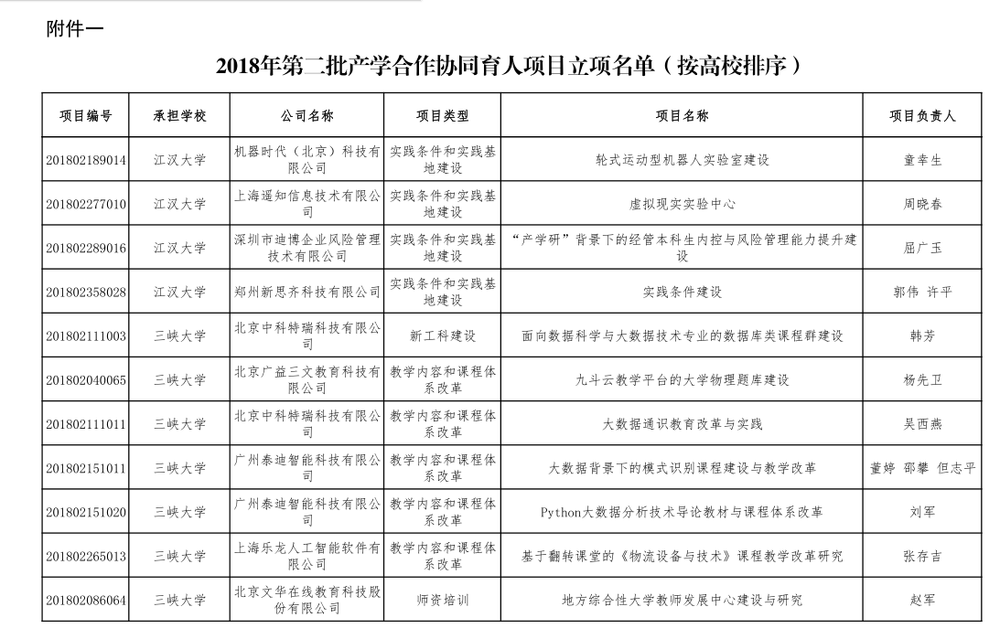 附件一
2018年第二批产学合作协同育人项目立项名单（按高校排序）
项目编号 承担学校 公司名称 项目类型 项目名称 项目负责人
201802189014 江汉大学 机器时代（北京）科技有限公司 实践条件和实践基地建设 轮式运动型机器人实验室建设 童幸生
201802277010 江汉大学 上海遥知信息技术有限公司 实践条件和实践基地建设 虚拟现实实验中心 周晓春
201802289016 江汉大学 深圳市迪博企业风险管理技术有限公司 实践条件和实践基地建设 “产学研”背景下的经管本科生内控与风险管理能力提升建设 屈广玉
201802358028 江汉大学 郑州新思齐科技有限公司 实践条件和实践基地建设 实践条件建设 郭伟 许平
201802111003 三峡大学 北京中科特瑞科技有限公司 新工科建设 面向数据科学与大数据技术专业的数据库类课程群建设 韩芳
201802040065 三峡大学 北京广益三文教育科技有限公司 教学内容和课程体系改革 九斗云教学平台的大学物理题库建设 杨先卫
201802111011 三峡大学 北京中科特瑞科技有限公司 教学内容和课程体系改革 大数据通识教育改革与实践 吴西燕
201802151011 三峡大学 广州泰迪智能科技有限公司 教学内容和课程体系改革 大数据背景下的模式识别课程建设与教学改革 董婷 邵攀 但志平
201802151020 三峡大学 广州泰迪智能科技有限公司 教学内容和课程体系改革 Python大数据分析技术导论教材与课程体系改革 刘军
201802265013 三峡大学 上海乐龙人工智能软件有限公司 教学内容和课程体系改革 基于翻转课堂的《物流设备与技术》课程教学改革研究 张存吉
201802086064 三峡大学 北京文华在线教育科技股份有限公司 师资培训 地方综合性大学教师发展中心建设与研究 赵军